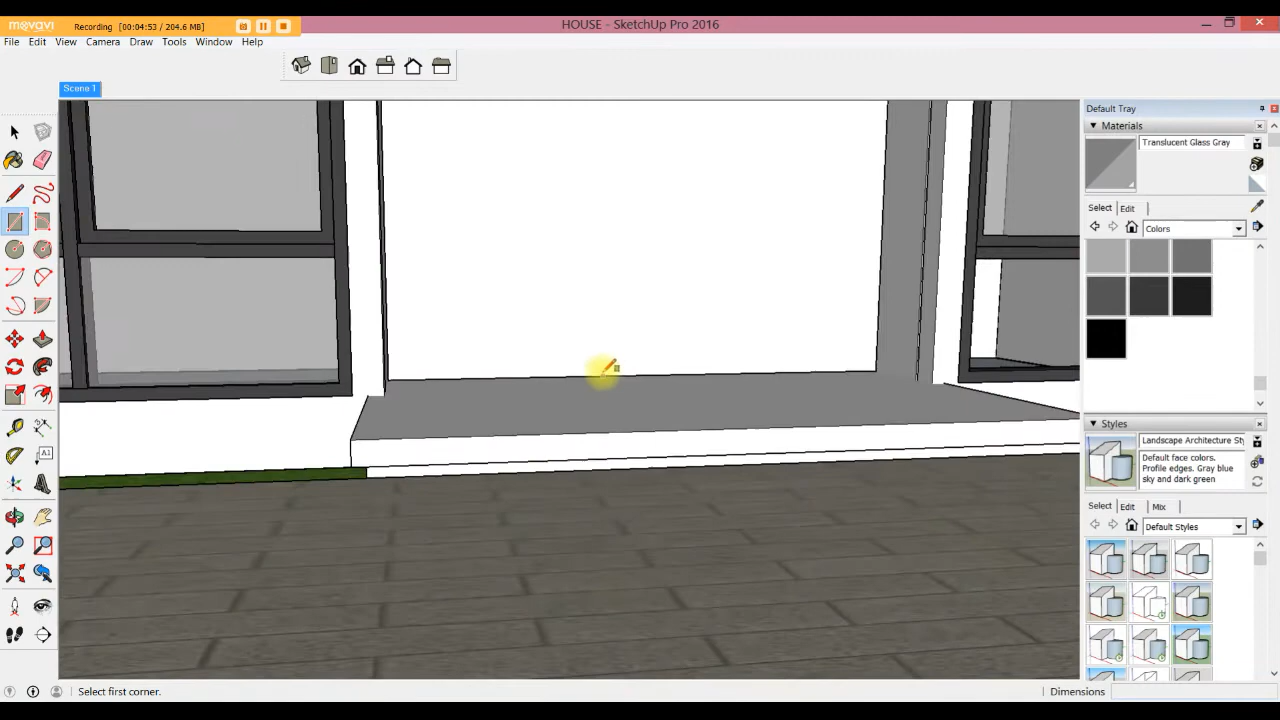 movavi
Recording [00:04:53 / 204.6 MB]
HOUSE - SketchUp Pro 2016
File Edit View Camera Draw Tools Window Help
Scene 1
Default Tray
Materials
Translucent Glass Gray
Select Edit
Colors
A1
Styles
Landscape Architecture Sty
Default face colors.
Profile edges. Gray blue
sky and dark green
Select Edit Mix
Default Styles
Select first corner.
Dimensions